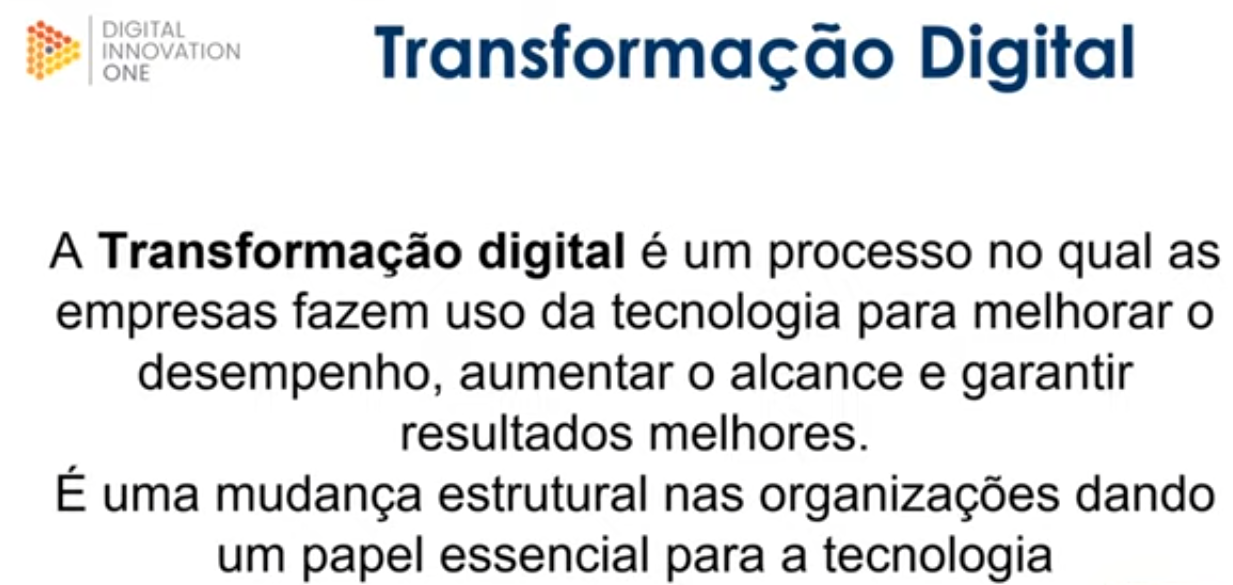 DIGITAL
INNOVATION
ONE
Transformação Digital
A Transformação digital é um processo no qual as
empresas fazem uso da tecnologia para melhorar o
desempenho, aumentar o alcance e garantir
resultados melhores.
É uma mudança estrutural nas organizações dando
um papel essencial para a tecnologia